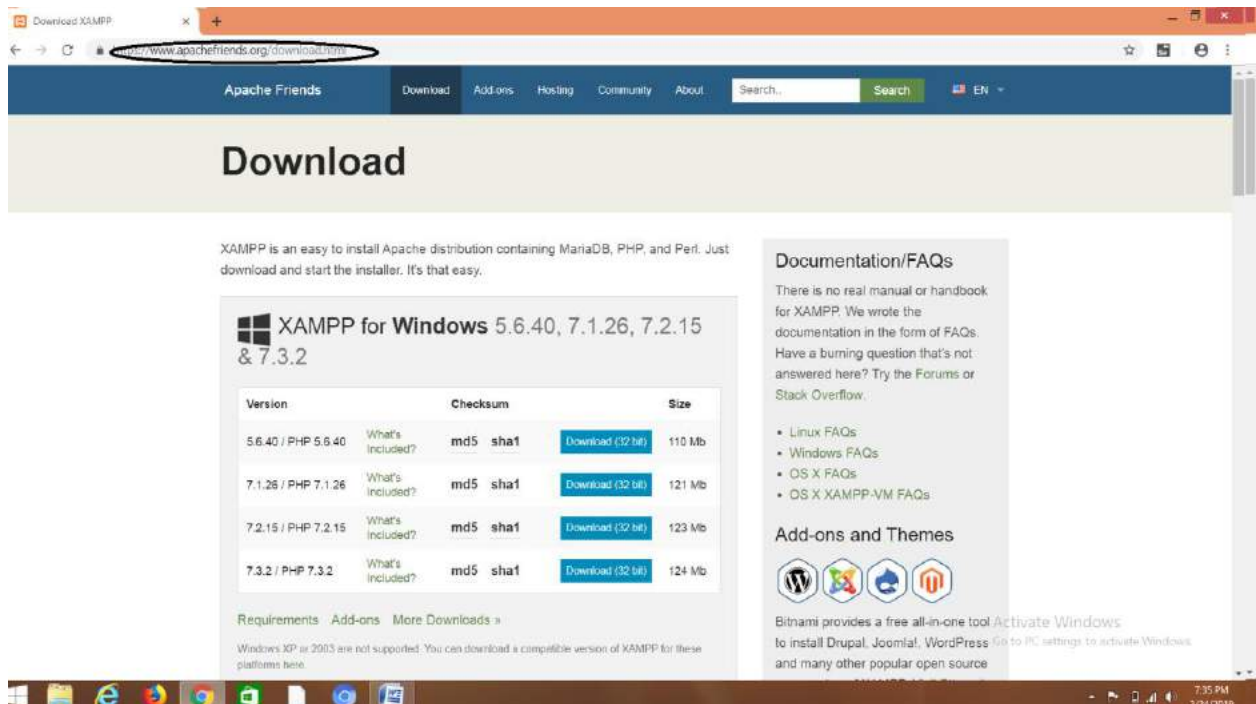 Download XAMPP
www.apachefriends.org/download.html
Apache Friends
Download Add-ons Hosting Community About
Search..
Search
EN
Download
XAMPP is an easy to install Apache distribution containing MariaDB, PHP, and Perl. Just
download and start the installer. It's that easy.
XAMPP for Windows 5.6.40, 7.1.26, 7.2.15
& 7.3.2
Version Checksum Size
5.6.40 / PHP 5.6.40 What's Included? md5 sha1 Download (32 bit) 110 Mb
7.1.26 / PHP 7.1.26 What's Included? md5 sha1 Download (32 bit) 121 Mb
7.2.15 / PHP 7.2.15 What's Included? md5 sha1 Download (32 bit) 123 Mb
7.3.2 / PHP 7.3.2 What's Included? md5 sha1 Download (32 bit) 124 Mb
Requirements Add-ons More Downloads »
Windows XP or 2003 are not supported. You can download a compatible version of XAMPP for these
platforms here.
Documentation/FAQs
There is no real manual or handbook
for XAMPP. We wrote the
documentation in the form of FAQs.
Have a burning question that's not
answered here? Try the Forums or
Stack Overflow.
• Linux FAQs
• Windows FAQs
• OS X FAQs
• OS X XAMPP-VM FAQs
Add-ons and Themes
Bitnami provides a free all-in-one tool
to install Drupal, Joomla!, WordPress
and many other popular open source
Activate Windows
Go to PC settings to activate Windows.
7:35 PM